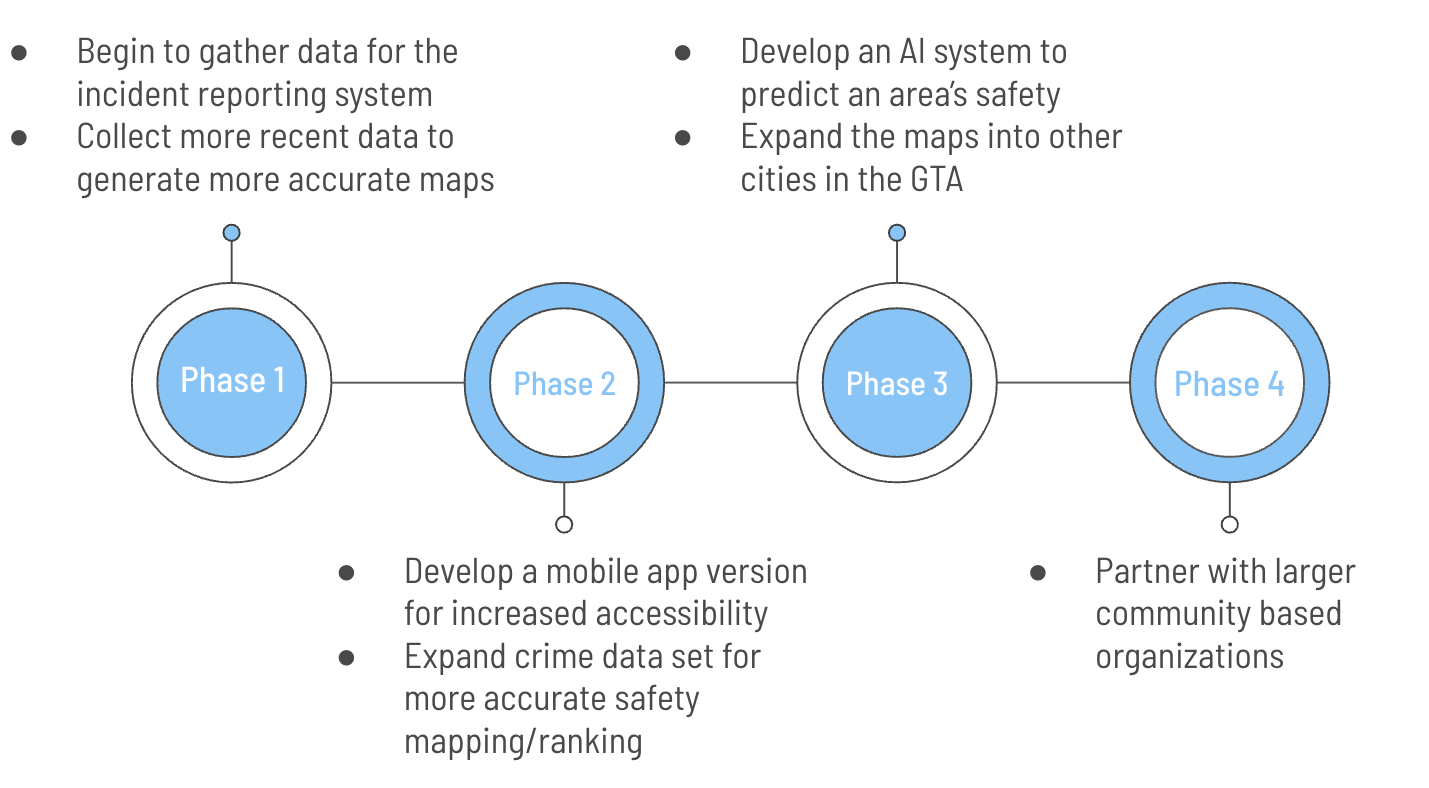 ● Begin to gather data for the
incident reporting system
● Collect more recent data to
generate more accurate maps
● Develop an AI system to
predict an area’s safety
● Expand the maps into other
cities in the GTA
Phase 1
Phase 2
Phase 3
Phase 4
● Develop a mobile app version
for increased accessibility
● Expand crime data set for
more accurate safety
mapping/ranking
● Partner with larger
community based
organizations